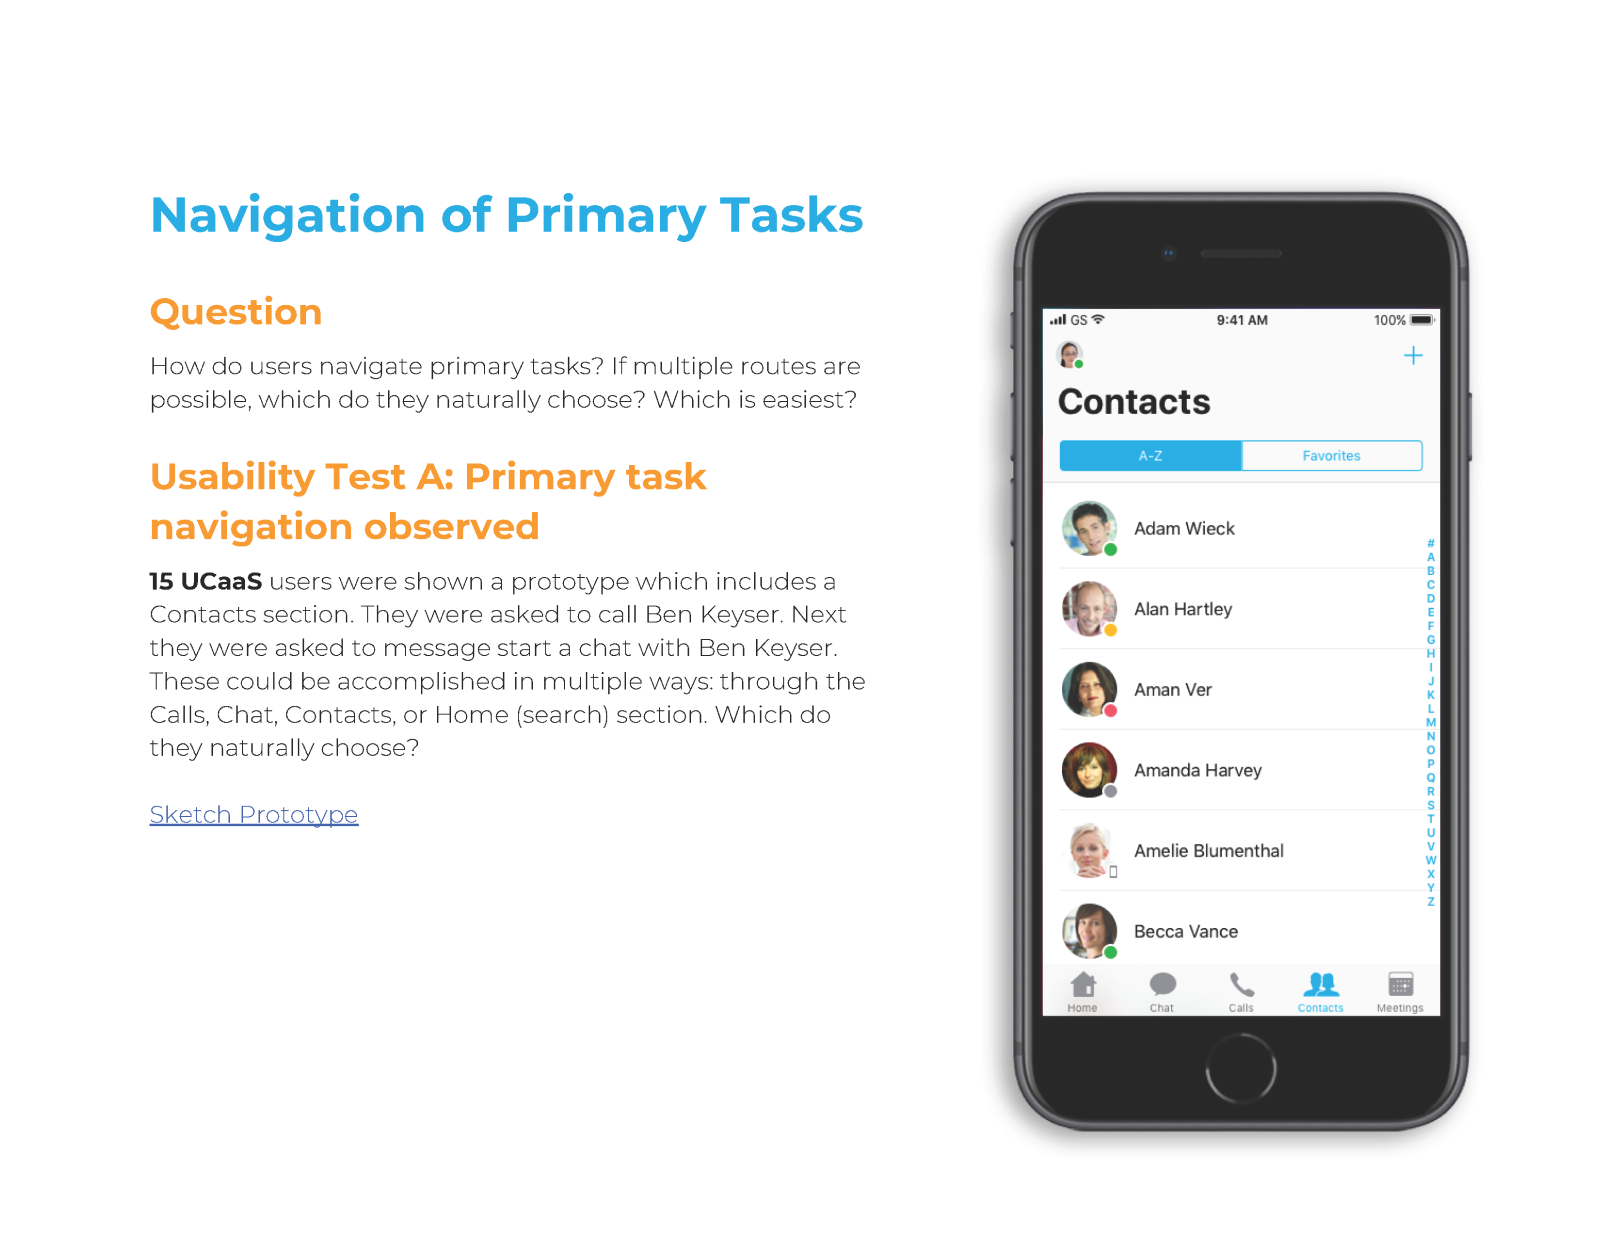 Navigation of Primary Tasks
Question
How do users navigate primary tasks? If multiple routes are
possible, which do they naturally choose? Which is easiest?
Usability Test A: Primary task
navigation observed
15 UCaaS users were shown a prototype which includes a
Contacts section. They were asked to call Ben Keyser. Next
they were asked to message start a chat with Ben Keyser.
These could be accomplished in multiple ways: through the
Calls, Chat, Contacts, or Home (search) section. Which do
they naturally choose?
Sketch Prototype
GS 9:41 AM 100%
+
Contacts
A-Z Favorites
Adam Wieck
Alan Hartley
Aman Ver
Amanda Harvey
Amelie Blumenthal
Becca Vance
#
A
B
C
D
E
F
G
H
I
J
K
L
M
N
O
P
Q
R
S
T
U
V
W
X
Y
Z
Home Chat Calls Contacts Meetings